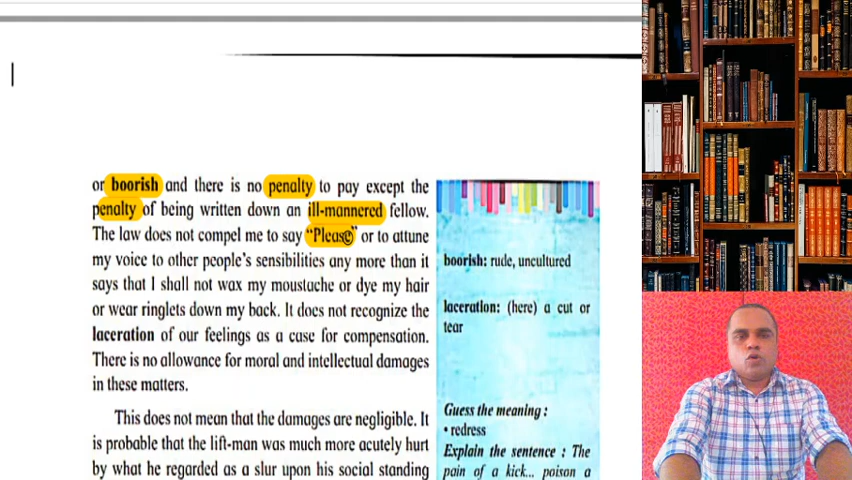 or boorish and there is no penalty to pay except the
penalty of being written down an ill-mannered fellow.
The law does not compel me to say “Please” or to attune
my voice to other people’s sensibilities any more than it
says that I shall not wax my moustache or dye my hair
or wear ringlets down my back. It does not recognize the
laceration of our feelings as a case for compensation.
There is no allowance for moral and intellectual damages
in these matters.
This does not mean that the damages are negligible. It
is probable that the lift-man was much more acutely hurt
by what he regarded as a slur upon his social standing
boorish: rude, uncultured
laceration: (here) a cut or
tear
Guess the meaning :
• redress
Explain the sentence : The
pain of a kick... poison a